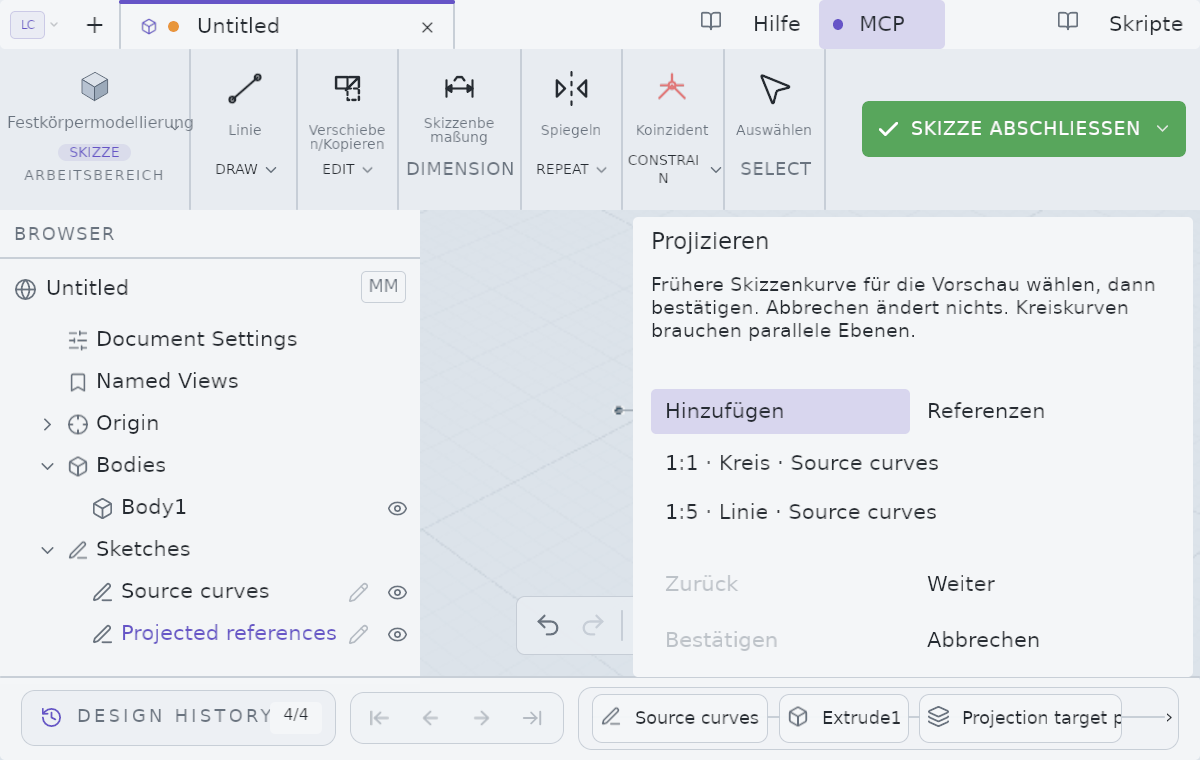 LC
Untitled
Hilfe
MCP
Skripte
Festkörpermodellierung
SKIZZE
ARBEITSBEREICH
Linie
DRAW
Verschiebe
n/Kopieren
EDIT
Skizzenbe
maßung
DIMENSION
Spiegeln
REPEAT
Koinzident
CONSTRAI
N
Auswählen
SELECT
SKIZZE ABSCHLIESSEN
BROWSER
Untitled
MM
Document Settings
Named Views
Origin
Bodies
Body1
Sketches
Source curves
Projected references
Projizieren
Frühere Skizzenkurve für die Vorschau wählen, dann
bestätigen. Abbrechen ändert nichts. Kreiskurven
brauchen parallele Ebenen.
Hinzufügen
Referenzen
1:1 · Kreis · Source curves
1:5 · Linie · Source curves
Zurück
Weiter
Bestätigen
Abbrechen
DESIGN HISTORY
4/4
Source curves
Extrude1
Projection target p